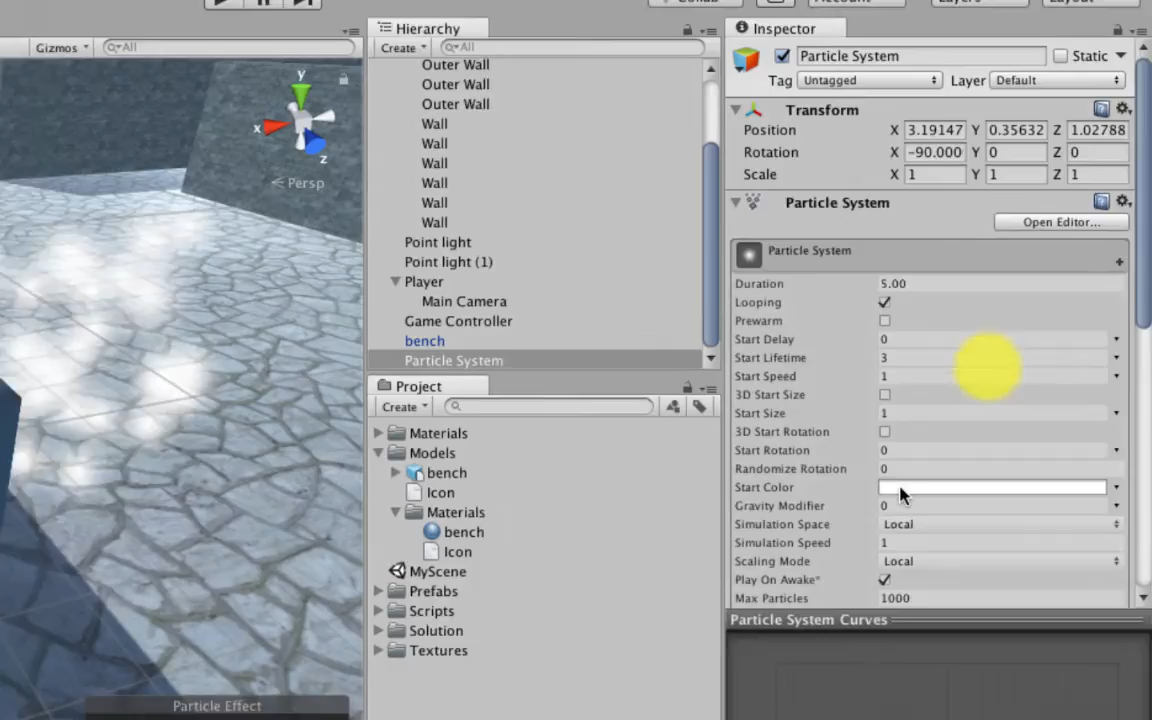 Collab
Account
Layers
Layout
Gizmos
All
y
x
z
Persp
Particle Effect
Hierarchy
Create
All
Outer Wall
Outer Wall
Outer Wall
Wall
Wall
Wall
Wall
Wall
Wall
Point light
Point light (1)
Player
Main Camera
Game Controller
bench
Particle System
Project
Create
Materials
Models
bench
Icon
Materials
bench
Icon
MyScene
Prefabs
Scripts
Solution
Textures
Inspector
Particle System
Static
Tag Untagged Layer Default
Transform
Position X 3.19147 Y 0.35632 Z 1.02788
Rotation X -90.000 Y 0 Z 0
Scale X 1 Y 1 Z 1
Particle System
Open Editor...
Particle System
Duration 5.00
Looping
Prewarm
Start Delay 0
Start Lifetime 3
Start Speed 1
3D Start Size
Start Size 1
3D Start Rotation
Start Rotation 0
Randomize Rotation 0
Start Color
Gravity Modifier 0
Simulation Space Local
Simulation Speed 1
Scaling Mode Local
Play On Awake*
Max Particles 1000
Particle System Curves